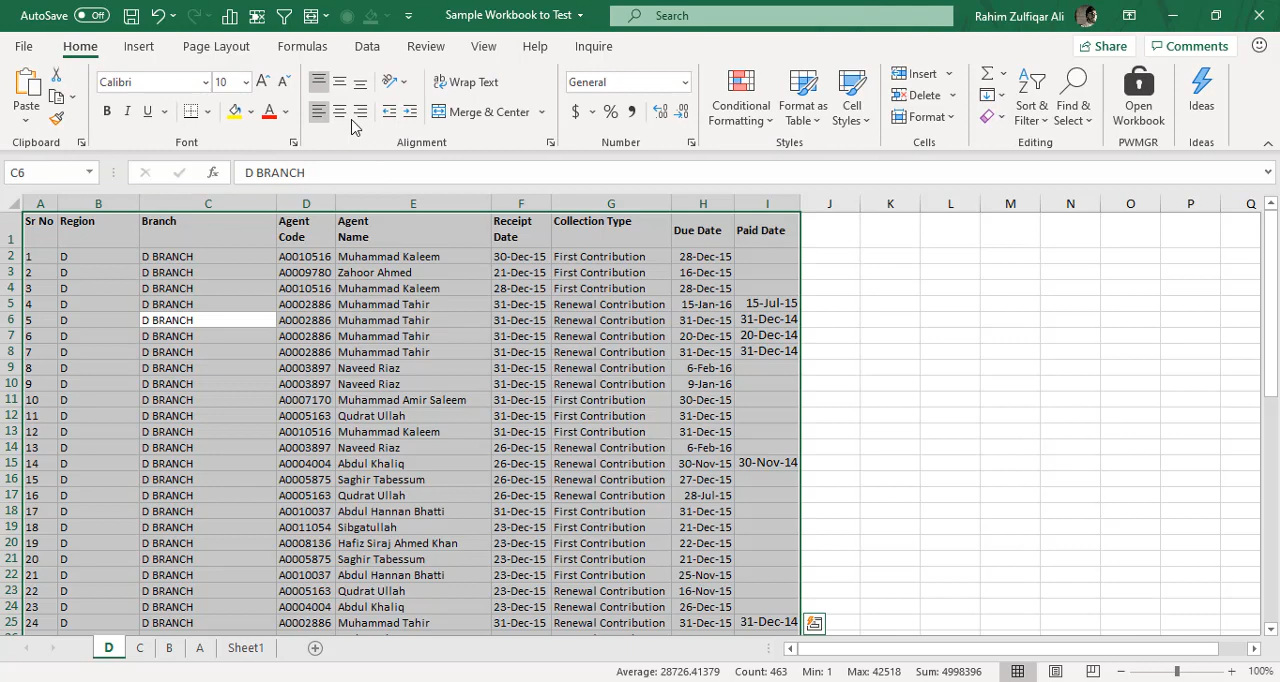 AutoSave Off Sample Workbook to Test Search Rahim Zulfiqar Ali
File Home Insert Page Layout Formulas Data Review View Help Inquire Share Comments
Paste Calibri 10 Wrap Text General Conditional Formatting Format as Table Cell Styles Insert Sort & Filter Find & Select Open Workbook Ideas
B I U Merge & Center $ % Delete
Format
Clipboard Font Alignment Number Styles Cells Editing PWMGR Ideas
C6 fx D BRANCH
A B C D E F G H I J K L M N O P Q
1 Sr No Region Branch Agent Code Agent Name Receipt Date Collection Type Due Date Paid Date
2 1 D D BRANCH A0010516 Muhammad Kaleem 30-Dec-15 First Contribution 28-Dec-15
3 2 D D BRANCH A0009780 Zahoor Ahmed 21-Dec-15 First Contribution 16-Dec-15
4 3 D D BRANCH A0010516 Muhammad Kaleem 28-Dec-15 First Contribution 28-Dec-15
5 4 D D BRANCH A0002886 Muhammad Tahir 31-Dec-15 Renewal Contribution 15-Jan-16 15-Jul-15
6 5 D D BRANCH A0002886 Muhammad Tahir 31-Dec-15 Renewal Contribution 31-Dec-15 31-Dec-14
7 6 D D BRANCH A0002886 Muhammad Tahir 31-Dec-15 Renewal Contribution 20-Dec-15 20-Dec-14
8 7 D D BRANCH A0002886 Muhammad Tahir 31-Dec-15 Renewal Contribution 31-Dec-15 31-Dec-14
9 8 D D BRANCH A0003897 Naveed Riaz 31-Dec-15 Renewal Contribution 6-Feb-16
10 9 D D BRANCH A0003897 Naveed Riaz 31-Dec-15 Renewal Contribution 9-Jan-16
11 10 D D BRANCH A0007170 Muhammad Amir Saleem 31-Dec-15 First Contribution 30-Dec-15
12 11 D D BRANCH A0005163 Qudrat Ullah 31-Dec-15 First Contribution 31-Dec-15
13 12 D D BRANCH A0010516 Muhammad Kaleem 31-Dec-15 First Contribution 31-Dec-15
14 13 D D BRANCH A0003897 Naveed Riaz 26-Dec-15 Renewal Contribution 6-Feb-16
15 14 D D BRANCH A0004004 Abdul Khaliq 26-Dec-15 Renewal Contribution 30-Nov-15 30-Nov-14
16 15 D D BRANCH A0005875 Saghir Tabessum 26-Dec-15 Renewal Contribution 27-Dec-15
17 16 D D BRANCH A0005163 Qudrat Ullah 26-Dec-15 Renewal Contribution 28-Jul-15
18 17 D D BRANCH A0010037 Abdul Hannan Bhatti 31-Dec-15 First Contribution 31-Dec-15
19 18 D D BRANCH A0011054 Sibgatullah 23-Dec-15 First Contribution 21-Dec-15
20 19 D D BRANCH A0008136 Hafiz Siraj Ahmed Khan 23-Dec-15 First Contribution 22-Dec-15
21 20 D D BRANCH A0005875 Saghir Tabessum 23-Dec-15 First Contribution 21-Dec-15
22 21 D D BRANCH A0010037 Abdul Hannan Bhatti 23-Dec-15 First Contribution 25-Nov-15
23 22 D D BRANCH A0005163 Qudrat Ullah 23-Dec-15 Renewal Contribution 16-Nov-15
24 23 D D BRANCH A0004004 Abdul Khaliq 23-Dec-15 Renewal Contribution 26-Dec-15
25 24 D D BRANCH A0002886 Muhammad Tahir 31-Dec-15 Renewal Contribution 31-Dec-15 31-Dec-14
D C B A Sheet1
Average: 28726.41379 Count: 463 Min: 1 Max: 42518 Sum: 4998396 100%